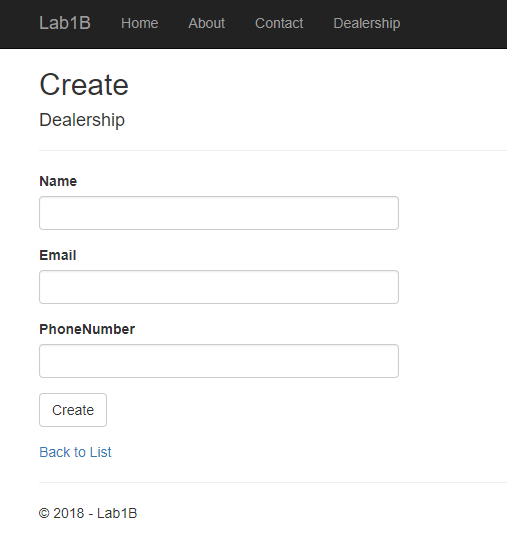 Lab1B Home About Contact Dealership
Create
Dealership
Name
Email
PhoneNumber
Create
Back to List
© 2018 - Lab1B